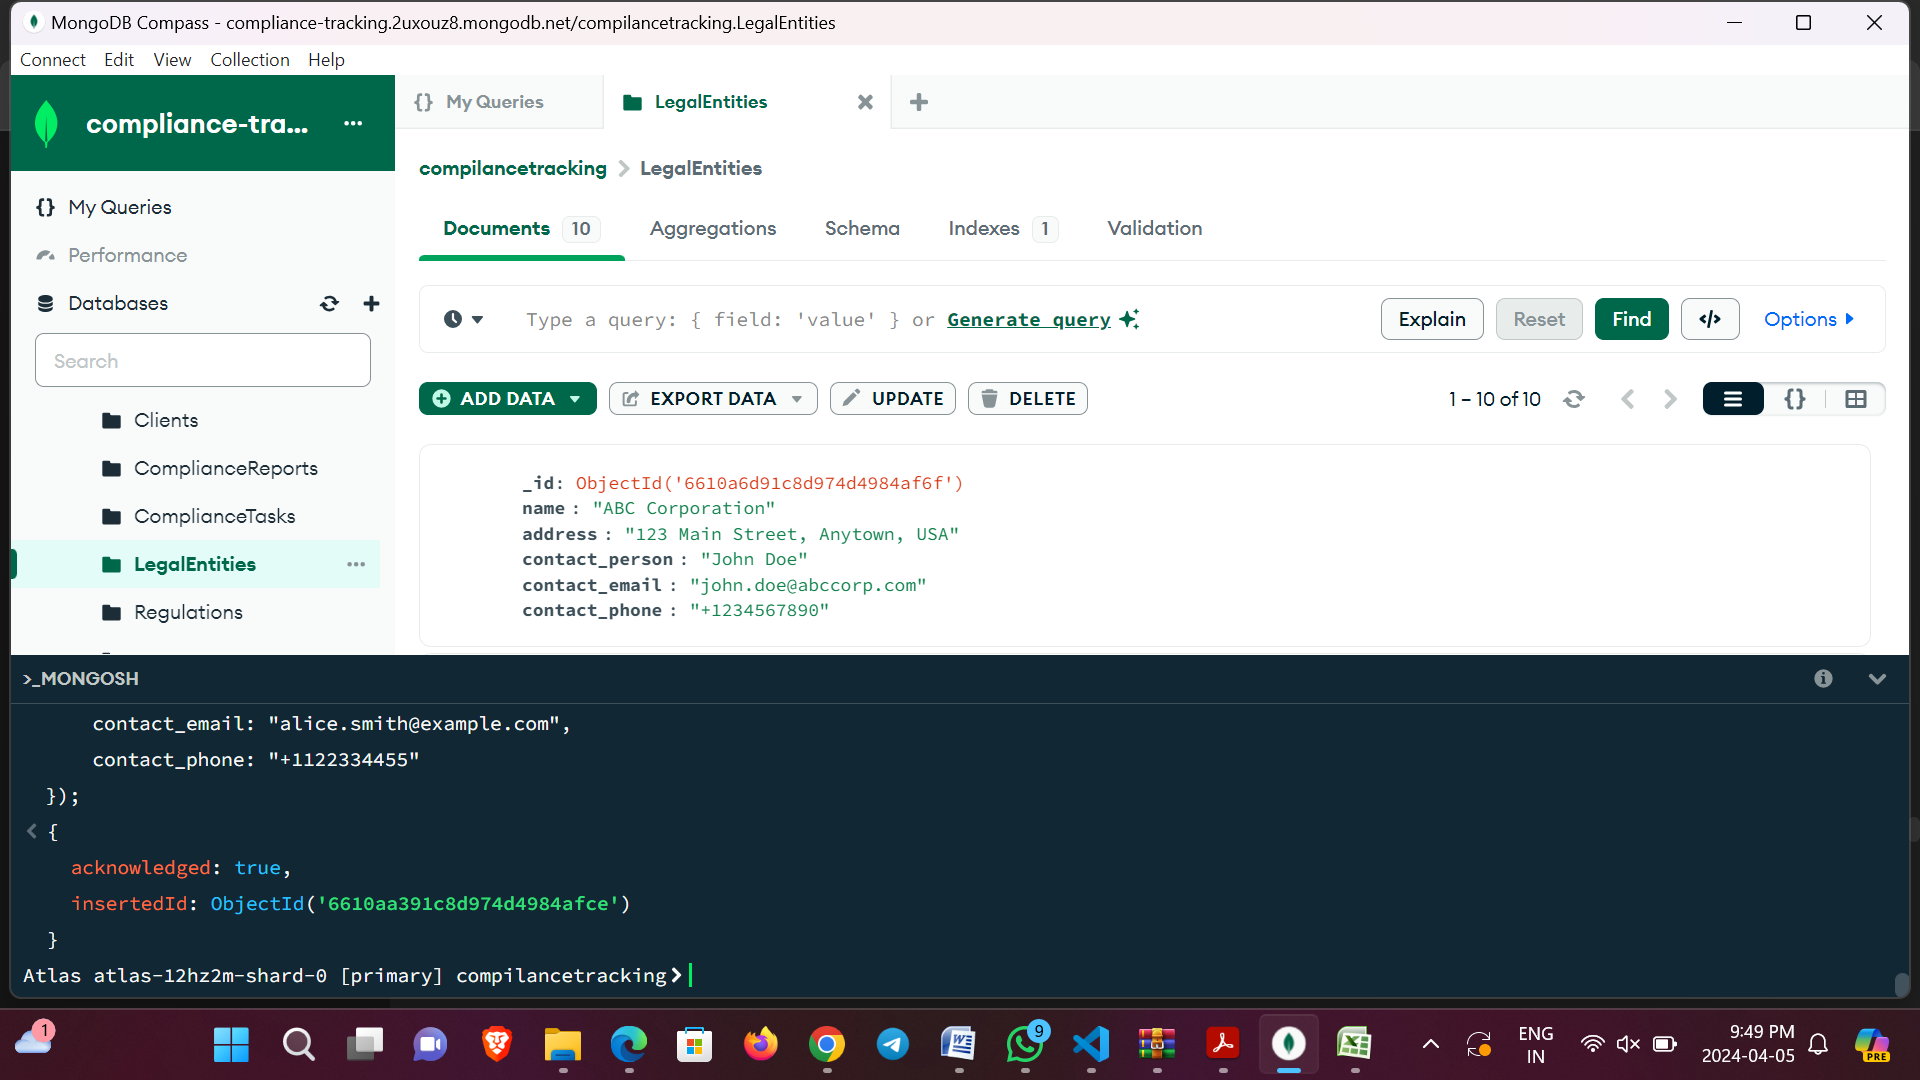 MongoDB Compass - compliance-tracking.2uxouz8.mongodb.net/compilancetracking.LegalEntities
Connect Edit View Collection Help
compliance-tra... ...
{} My Queries
LegalEntities
My Queries
Performance
Databases
Search
Clients
ComplianceReports
ComplianceTasks
LegalEntities
Regulations
compilancetracking > LegalEntities
Documents 10 Aggregations Schema Indexes 1 Validation
Type a query: { field: 'value' } or Generate query
Explain Reset Find </> Options
ADD DATA EXPORT DATA UPDATE DELETE
1 – 10 of 10 {}
_id: ObjectId('6610a6d91c8d974d4984af6f')
name : "ABC Corporation"
address : "123 Main Street, Anytown, USA"
contact_person : "John Doe"
contact_email : "john.doe@abccorp.com"
contact_phone : "+1234567890"
>_MONGOSH
contact_email: "alice.smith@example.com",
contact_phone: "+1122334455"
});
< {
acknowledged: true,
insertedId: ObjectId('6610aa391c8d974d4984afce')
}
Atlas atlas-12hz2m-shard-0 [primary] compilancetracking>
1
9
ENG
IN
9:49 PM
2024-04-05
PRE